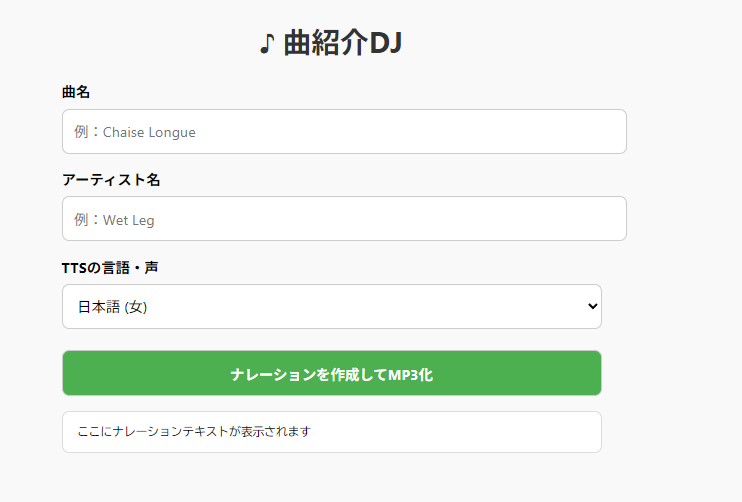 ♪ 曲紹介DJ
曲名
例：Chaise Longue
アーティスト名
例：Wet Leg
TTSの言語・声
日本語 (女)
ナレーションを作成してMP3化
ここにナレーションテキストが表示されます